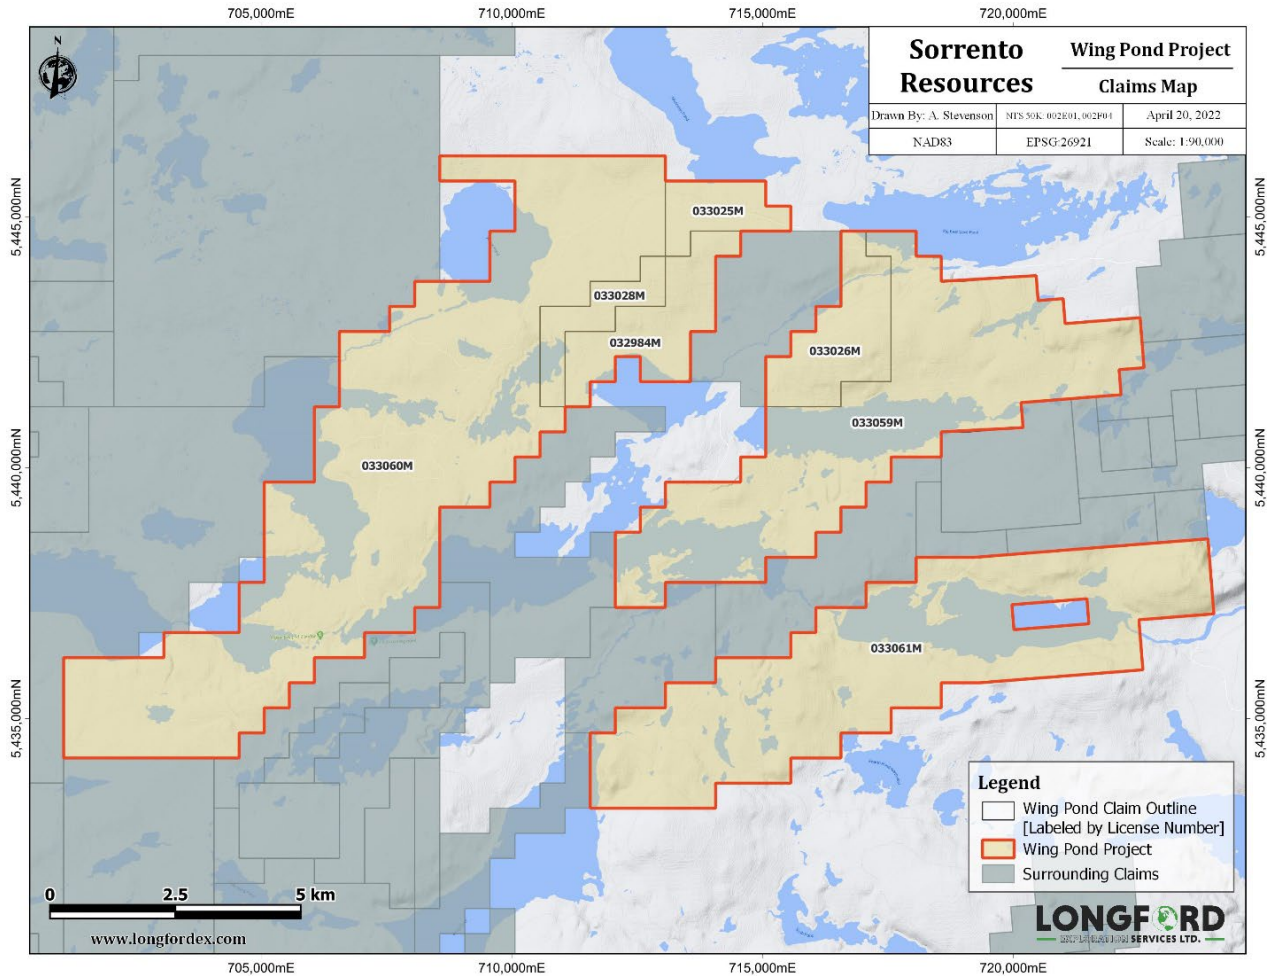 705,000mE 710,000mE 715,000mE 720,000mE
N
Sorrento
Resources
Wing Pond Project
Claims Map
Drawn By: A. Stevenson
NTS 50K: 002E01, 002F04
April 20, 2022
NAD83
EPSG:26921
Scale: 1:90,000
5,445,000mN
5,445,000mN
033025M
033028M
032984M
033026M
033059M
033060M
5,440,000mN
5,440,000mN
033061M
5,435,000mN
5,435,000mN
Legend
Wing Pond Claim Outline
[Labeled by License Number]
Wing Pond Project
Surrounding Claims
0 2.5 5 km
www.longfordex.com
LONGFORD
EXPLORATION SERVICES LTD.
705,000mE 710,000mE 715,000mE 720,000mE